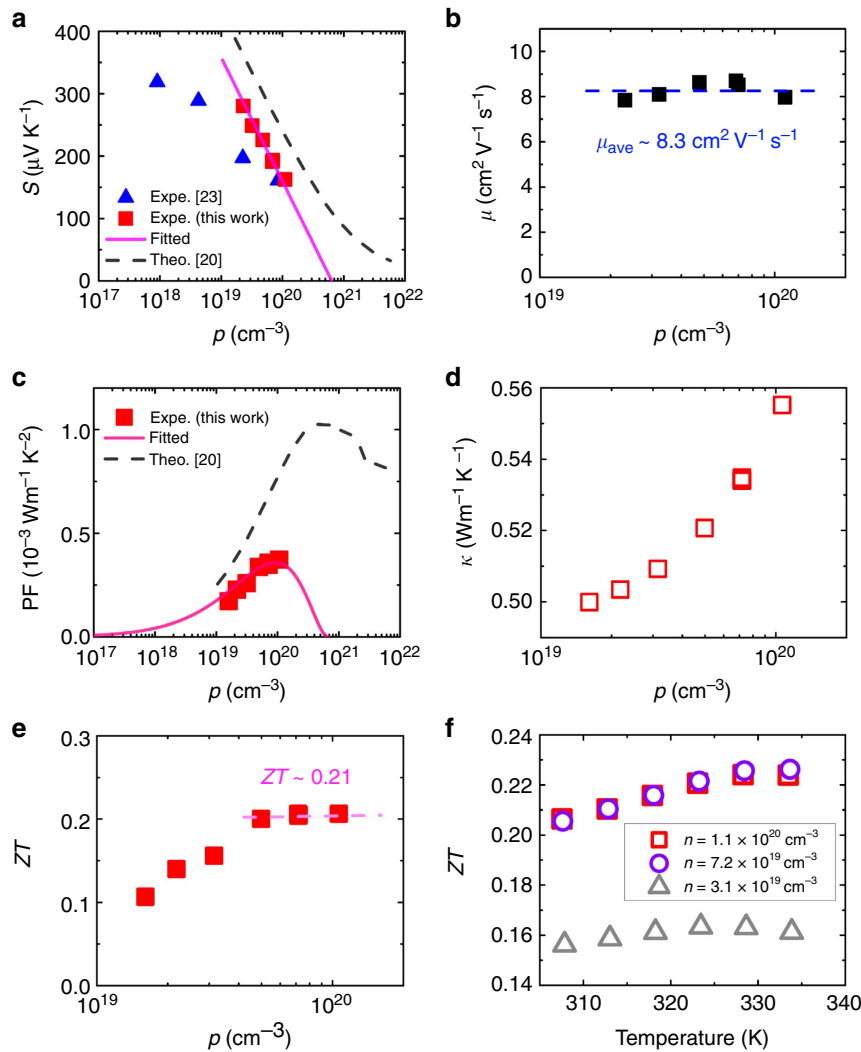 a
400
300
200
100
0
S (μV K⁻¹)
Expe. [23]
Expe. (this work)
Fitted
Theo. [20]
10¹⁷ 10¹⁸ 10¹⁹ 10²⁰ 10²¹ 10²²
p (cm⁻³)
b
10
8
6
4
2
0
μ (cm² V⁻¹ s⁻¹)
μave ~ 8.3 cm² V⁻¹ s⁻¹
10¹⁹ 10²⁰
p (cm⁻³)
c
1.0
0.5
0.0
PF (10⁻³ Wm⁻¹ K⁻²)
Expe. (this work)
Fitted
Theo. [20]
10¹⁷ 10¹⁸ 10¹⁹ 10²⁰ 10²¹ 10²²
p (cm⁻³)
d
0.56
0.54
0.52
0.50
κ (Wm⁻¹ K⁻¹)
10¹⁹ 10²⁰
p (cm⁻³)
e
0.3
0.2
0.1
0.0
ZT
ZT ~ 0.21
10¹⁹ 10²⁰
p (cm⁻³)
f
0.24
0.22
0.20
0.18
0.16
0.14
ZT
n = 1.1 × 10²⁰ cm⁻³
n = 7.2 × 10¹⁹ cm⁻³
n = 3.1 × 10¹⁹ cm⁻³
310 320 330 340
Temperature (K)